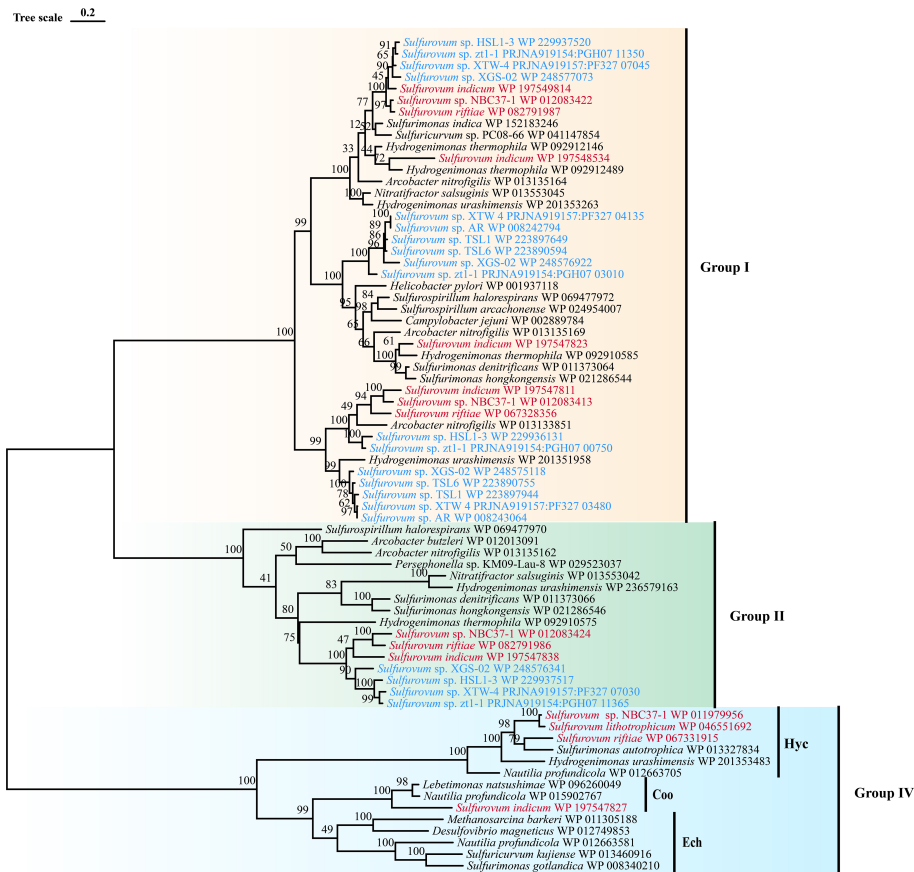 Tree scale 0.2
91 Sulfurovum sp. HSL1-3 WP 229937520
65 Sulfurovum sp. zt1-1 PRJNA919154:PGH07 11350
90 Sulfurovum sp. XTW-4 PRJNA919157:PF327 07045
45 Sulfurovum sp. XGS-02 WP 248577073
100 Sulfurovum indicum WP 197549814
77 Sulfurovum sp. NBC37-1 WP 012083422
97 Sulfurovum riftiae WP 082791987
12 Sulfurimonas indica WP 152183246
Sulfuricurvum sp. PC08-66 WP 041147854
33 44 Hydrogenimonas thermophila WP 092912146
72 Sulfurovum indicum WP 197548534
100 Hydrogenimonas thermophila WP 092912489
Arcobacter nitrofigilis WP 013135164
100 Nitratifractor salsuginis WP 013553045
Hydrogenimonas urashimensis WP 201353263
99 100 Sulfurovum sp. XTW 4 PRJNA919157:PF327 04135
89 Sulfurovum sp. AR WP 008242794
86 Sulfurovum sp. TSL1 WP 223897649
96 Sulfurovum sp. TSL6 WP 223890594
100 Sulfurovum sp. XGS-02 WP 248576922
100 Sulfurovum sp. zt1-1 PRJNA919154:PGH07 03010
Group I
Helicobacter pylori WP 001937118
84 Sulfurospirillum halorespirans WP 069477972
95 98 Sulfurospirillum arcachonense WP 024954007
65 Campylobacter jejuni WP 002889784
100 Arcobacter nitrofigilis WP 013135169
66 61 Sulfurovum indicum WP 197547823
100 Hydrogenimonas thermophila WP 092910585
99 Sulfurimonas denitrificans WP 011373064
Sulfurimonas hongkongensis WP 021286544
100 Sulfurovum indicum WP 197547811
94 Sulfurovum sp. NBC37-1 WP 012083413
49 Sulfurovum riftiae WP 067328356
100 Arcobacter nitrofigilis WP 013133851
100 Sulfurovum sp. HSL1-3 WP 229936131
99 Sulfurovum sp. zt1-1 PRJNA919154:PGH07 00750
99 Hydrogenimonas urashimensis WP 201351958
Sulfurovum sp. XGS-02 WP 248575118
100 Sulfurovum sp. TSL6 WP 223890755
78 Sulfurovum sp. TSL1 WP 223897944
62 Sulfurovum sp. XTW 4 PRJNA919157:PF327 03480
97 Sulfurovum sp. AR WP 008243064
Sulfurospirillum halorespirans WP 069477970
100 Arcobacter butzleri WP 012013091
100 50 Arcobacter nitrofigilis WP 013135162
Persephonella sp. KM09-Lau-8 WP 029523037
41 100 Nitratifractor salsuginis WP 013553042
83 Hydrogenimonas urashimensis WP 236579163
100 Sulfurimonas denitrificans WP 011373066
80 Sulfurimonas hongkongensis WP 021286546
Group II
Hydrogenimonas thermophila WP 092910575
75 100 Sulfurovum sp. NBC37-1 WP 012083424
47 Sulfurovum riftiae WP 082791986
100 Sulfurovum indicum WP 197547838
90 Sulfurovum sp. XGS-02 WP 248576341
100 Sulfurovum sp. HSL1-3 WP 229937517
Sulfurovum sp. XTW-4 PRJNA919157:PF327 07030
99 Sulfurovum sp. zt1-1 PRJNA919154:PGH07 11365
100 Sulfurovum sp. NBC37-1 WP 011979956
98 Sulfurovum lithotrophicum WP 046551692
79 Sulfurovum riftiae WP 067331915
100 100 Sulfurimonas autotrophica WP 013327834
Hyc
Hydrogenimonas urashimensis WP 201353483
Nautilia profundicola WP 012663705
100 98 Lebetimonas natsushimae WP 096260049
100 Nautilia profundicola WP 015902767
Coo
Group IV
99 Sulfurovum indicum WP 197547827
Methanosarcina barkeri WP 011305188
100 Desulfovibrio magneticus WP 012749853
49 Nautilia profundicola WP 012663581
Ech
100 100 Sulfuricurvum kujiense WP 013460916
Sulfurimonas gotlandica WP 008340210